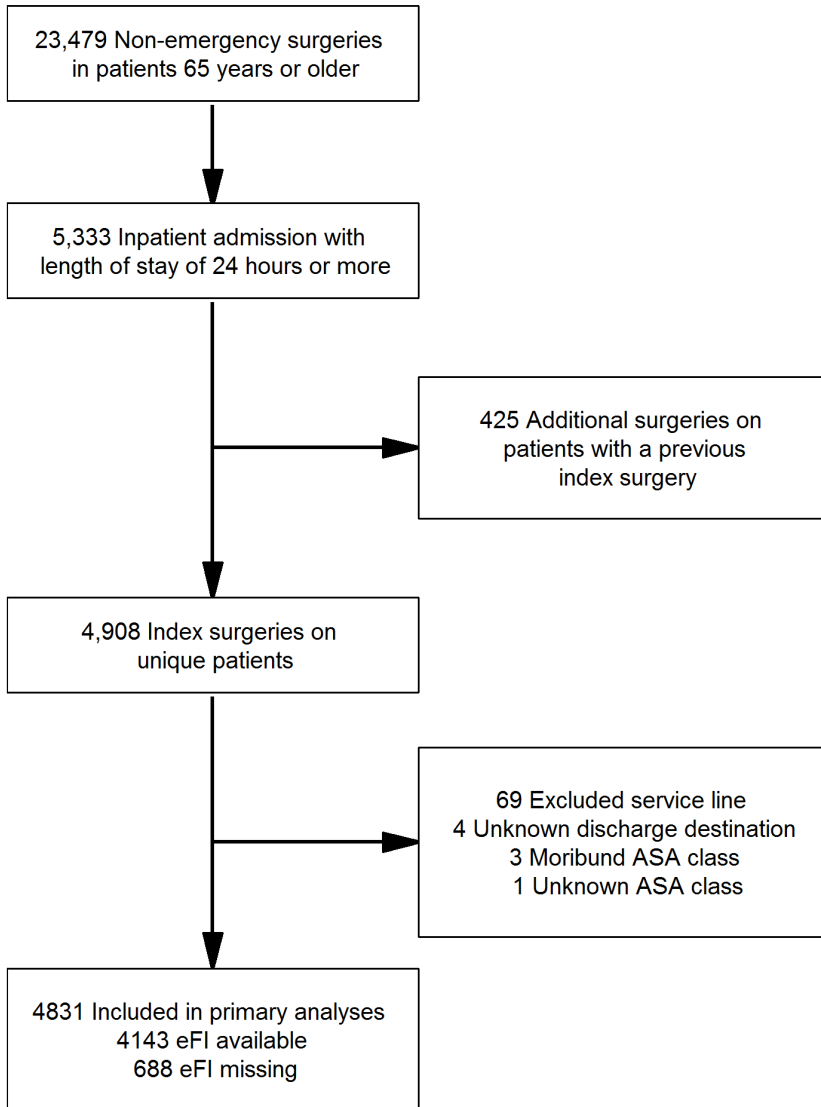 23,479 Non-emergency surgeries
in patients 65 years or older
5,333 Inpatient admission with
length of stay of 24 hours or more
425 Additional surgeries on
patients with a previous
index surgery
4,908 Index surgeries on
unique patients
69 Excluded service line
4 Unknown discharge destination
3 Moribund ASA class
1 Unknown ASA class
4831 Included in primary analyses
4143 eFI available
688 eFI missing